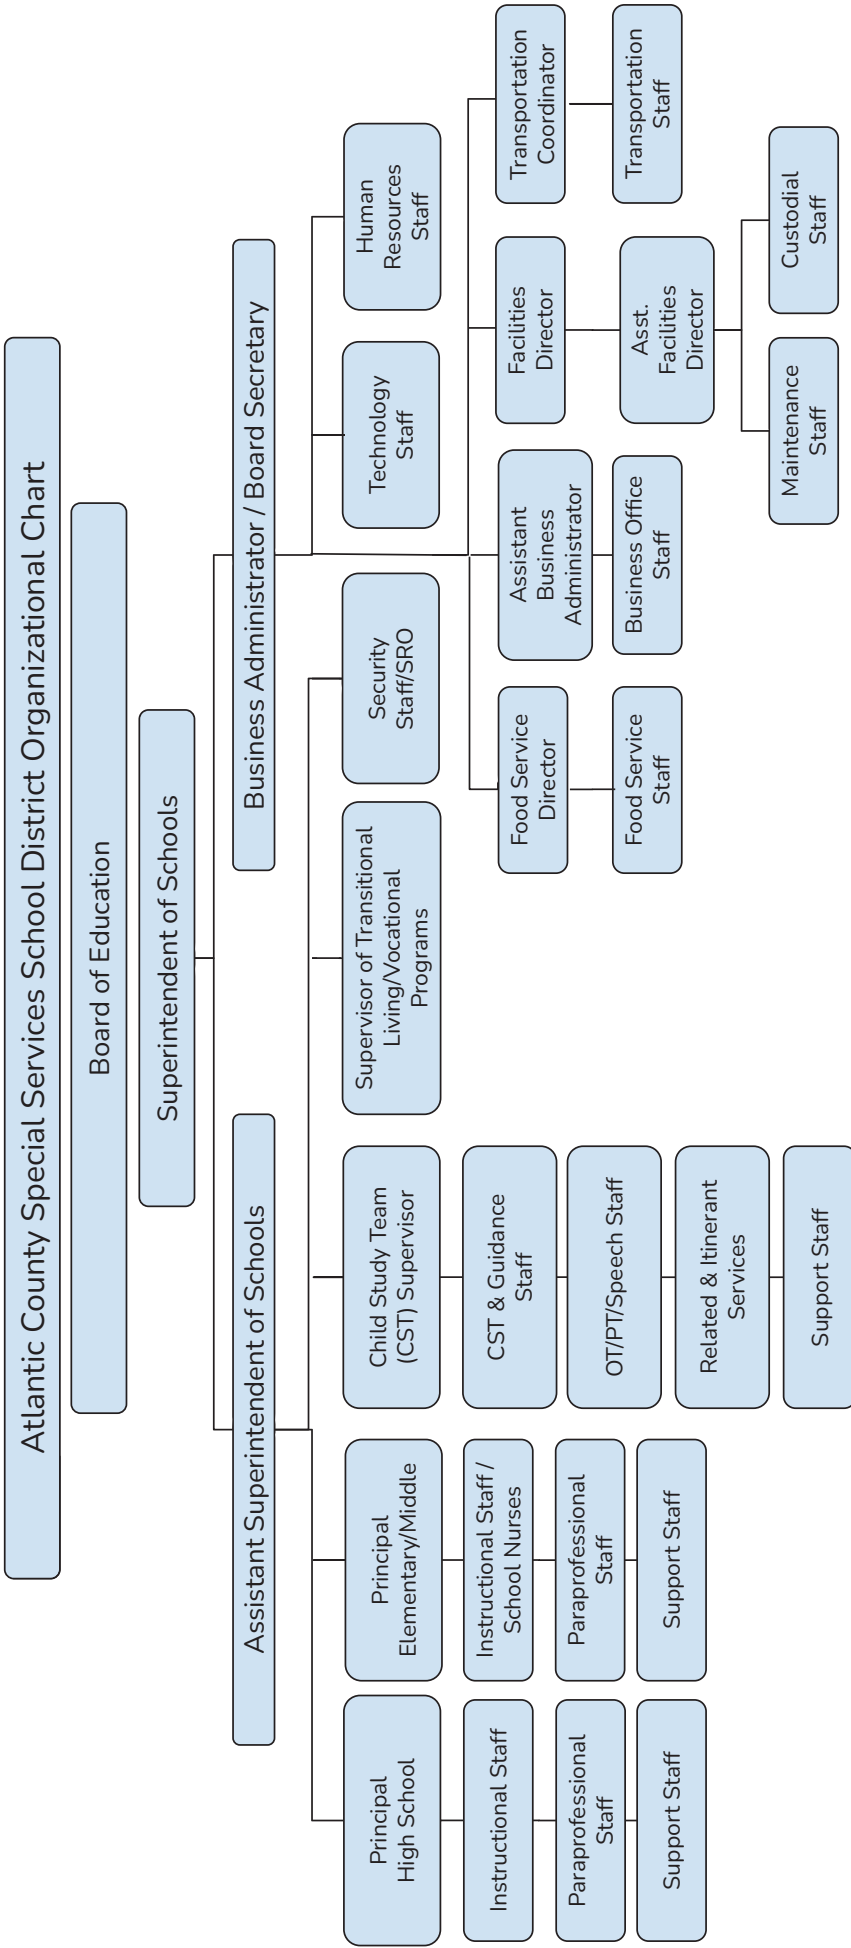 Atlantic County Special Services School District Organizational Chart
Board of Education
Superintendent of Schools
Assistant Superintendent of Schools
Business Administrator / Board Secretary
Principal
High School
Principal
Elementary/Middle
Child Study Team
(CST) Supervisor
Supervisor of Transitional
Living/Vocational
Programs
Security
Staff/SRO
Technology
Staff
Human
Resources
Staff
Instructional Staff
Instructional Staff /
School Nurses
CST & Guidance
Staff
Food Service
Director
Assistant
Business
Administrator
Facilities
Director
Transportation
Coordinator
Paraprofessional
Staff
Paraprofessional
Staff
OT/PT/Speech Staff
Food Service
Staff
Business Office
Staff
Asst.
Facilities
Director
Transportation
Staff
Support Staff
Support Staff
Related & Itinerant
Services
Maintenance
Staff
Custodial
Staff
Support Staff